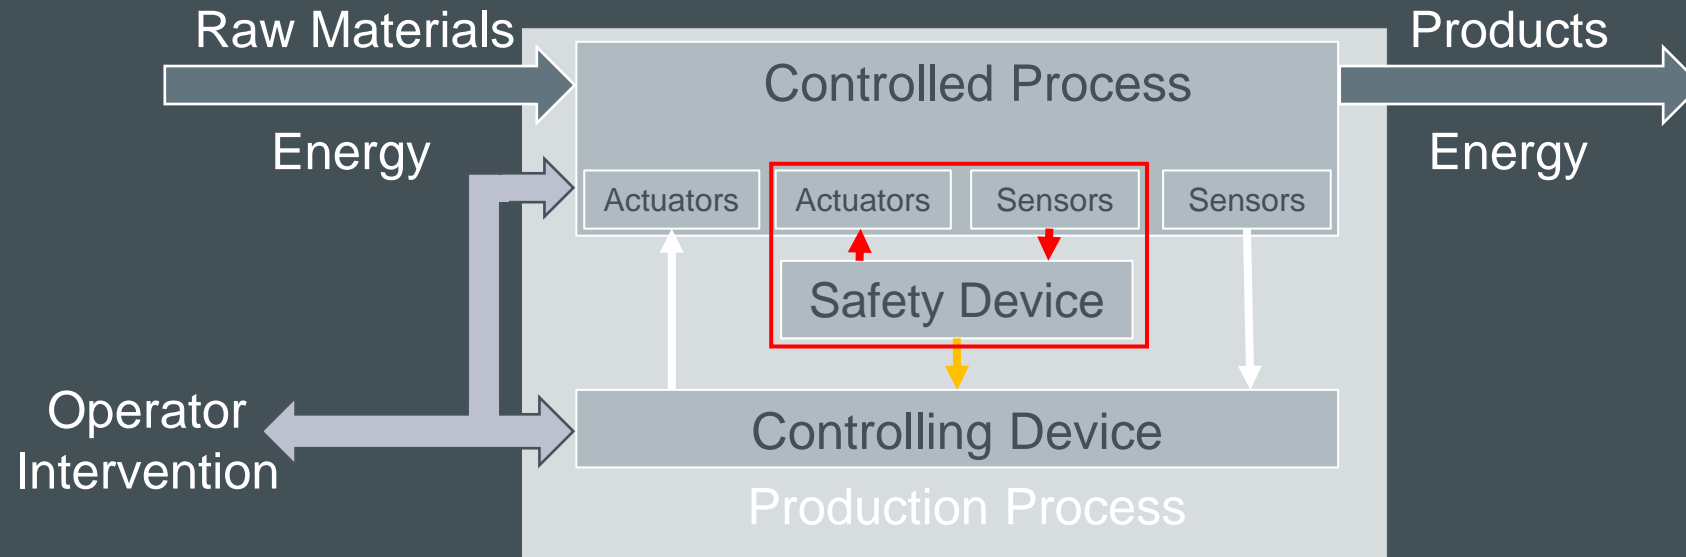 Raw Materials
Products
Controlled Process
Energy
Energy
Actuators
Actuators
Sensors
Sensors
Safety Device
Operator
Intervention
Controlling Device
Production Process